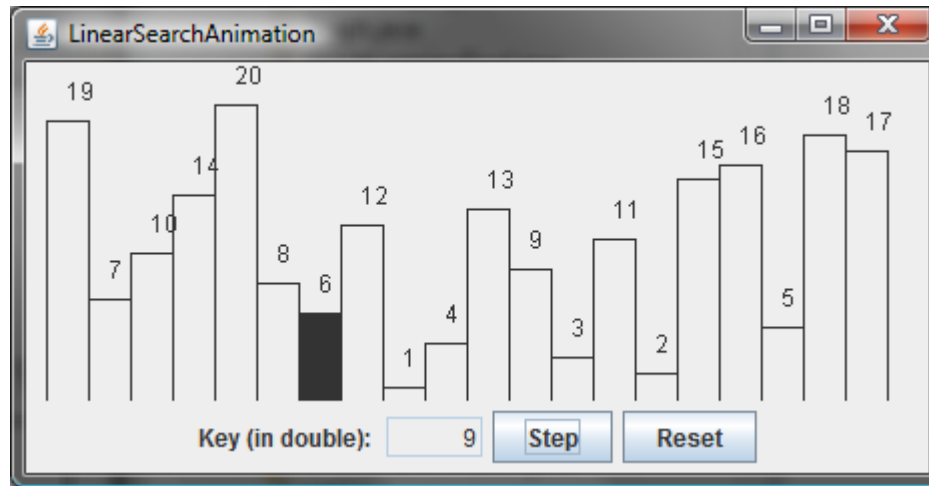 LinearSearchAnimation
19 7 10 14 20 8 6 12 1 4 13 9 3 11 2 15 16 5 18 17
Key (in double): 9 Step Reset